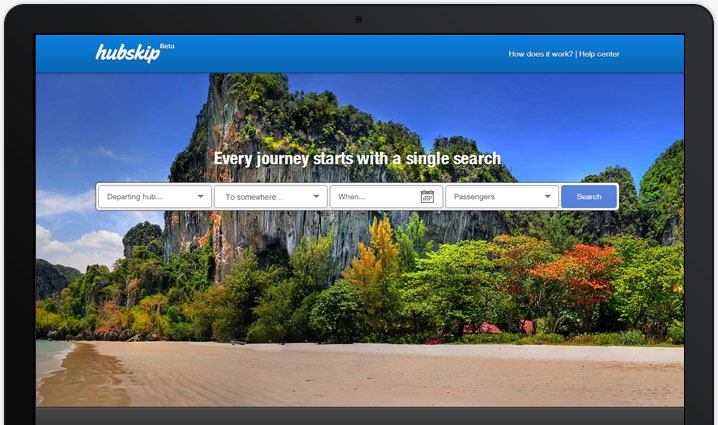 hubskip Beta
How does it work? | Help center
Every journey starts with a single search
Departing hub...
To somewhere...
When...
Passengers
Search